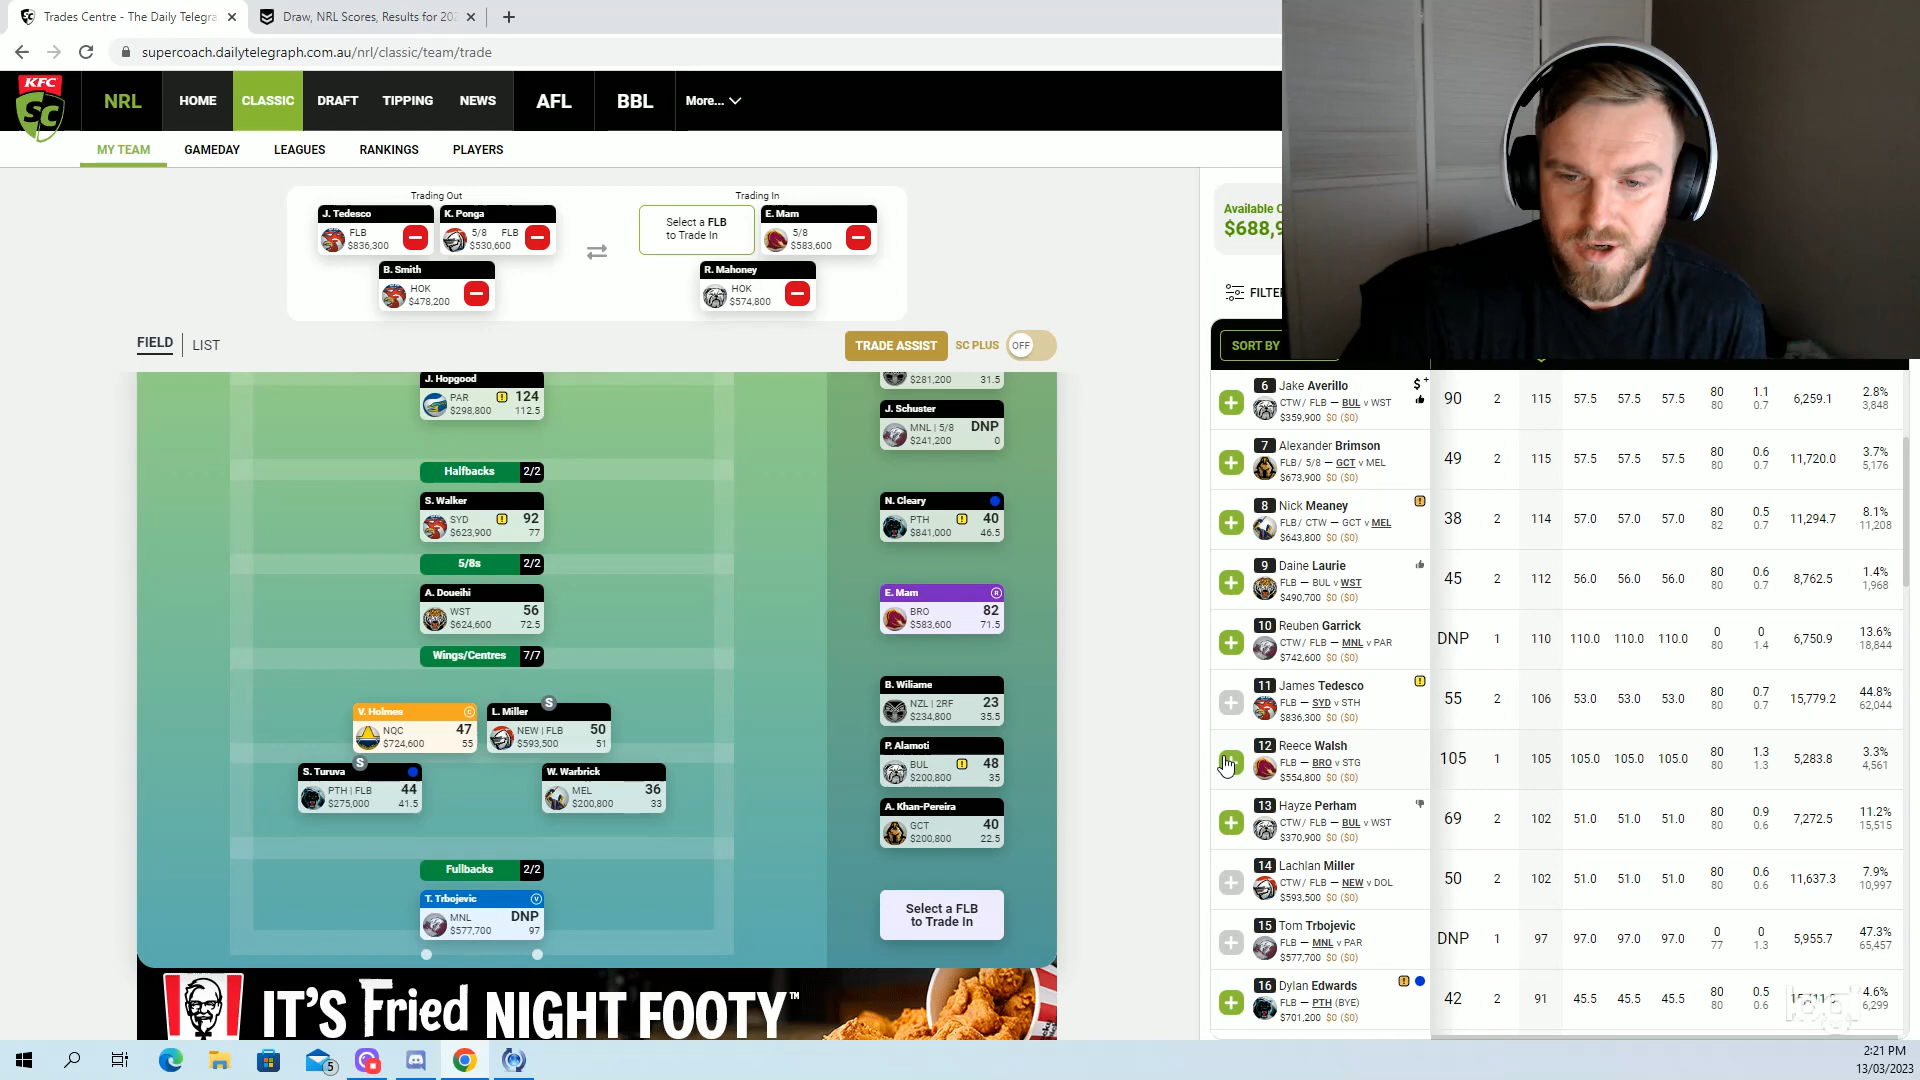 Trades Centre - The Daily Telegra
Draw, NRL Scores, Results for 202
supercoach.dailytelegraph.com.au/nrl/classic/team/trade
KFC
SC
NRL
HOME
CLASSIC
DRAFT
TIPPING
NEWS
AFL
BBL
More...
MY TEAM
GAMEDAY
LEAGUES
RANKINGS
PLAYERS
Trading Out
Trading In
J. Tedesco
FLB
$836,300
K. Ponga
5/8 FLB
$530,600
Select a FLB
to Trade In
E. Mam
5/8
$583,600
B. Smith
HOK
$478,200
R. Mahoney
HOK
$574,800
Available C
$688,9
FILTE
SORT BY
FIELD
LIST
TRADE ASSIST
SC PLUS
OFF
J. Hopgood
PAR 124
$298,800 112.5
$281,200 31.5
J. Schuster
MNL | 5/8 DNP
$241,200 0
Halfbacks 2/2
S. Walker
SYD 92
$623,900 77
N. Cleary
PTH 40
$841,000 46.5
5/8s 2/2
A. Doueihi
WST 56
$624,600 72.5
E. Mam
BRO 82
$583,600 71.5
Wings/Centres 7/7
V. Holmes
NQC 47
$724,600 55
L. Miller
NEW | FLB 50
$593,500 51
B. Wiliame
NZL | 2RF 23
$234,800 35.5
S. Turuva
PTH | FLB 44
$275,000 41.5
W. Warbrick
MEL 36
$200,800 33
P. Alamoti
BUL 48
$200,800 35
A. Khan-Pereira
GCT 40
$200,800 22.5
Fullbacks 2/2
T. Trbojevic
MNL DNP
$577,700 97
Select a FLB
to Trade In
6 Jake Averillo
CTW/ FLB — BUL v WST
$359,900 $0 ($0)
90 2 115 57.5 57.5 57.5 80 1.1 6,259.1 2.8%
80 0.7 3,848
7 Alexander Brimson
FLB/ 5/8 — GCT v MEL
$673,900 $0 ($0)
49 2 115 57.5 57.5 57.5 80 0.6 11,720.0 3.7%
80 0.7 5,176
8 Nick Meaney
FLB/ CTW — GCT v MEL
$643,800 $0 ($0)
38 2 114 57.0 57.0 57.0 80 0.5 11,294.7 8.1%
82 0.7 11,208
9 Daine Laurie
FLB — BUL v WST
$490,700 $0 ($0)
45 2 112 56.0 56.0 56.0 80 0.6 8,762.5 1.4%
80 0.7 1,968
10 Reuben Garrick
CTW/ FLB — MNL v PAR
$742,600 $0 ($0)
DNP 1 110 110.0 110.0 110.0 0 0 6,750.9 13.6%
80 1.4 18,844
11 James Tedesco
FLB — SYD v STH
$836,300 $0 ($0)
55 2 106 53.0 53.0 53.0 80 0.7 15,779.2 44.8%
80 0.7 62,044
12 Reece Walsh
FLB — BRO v STG
$554,800 $0 ($0)
105 1 105 105.0 105.0 105.0 80 1.3 5,283.8 3.3%
80 1.3 4,561
13 Hayze Perham
CTW/ FLB — BUL v WST
$370,900 $0 ($0)
69 2 102 51.0 51.0 51.0 80 0.9 7,272.5 11.2%
80 0.6 15,515
14 Lachlan Miller
CTW/ FLB — NEW v DOL
$593,500 $0 ($0)
50 2 102 51.0 51.0 51.0 80 0.6 11,637.3 7.9%
80 0.6 10,997
15 Tom Trbojevic
FLB — MNL v PAR
$577,700 $0 ($0)
DNP 1 97 97.0 97.0 97.0 0 0 5,955.7 47.3%
77 1.3 65,457
16 Dylan Edwards
FLB — PTH (BYE)
$701,200 $0 ($0)
42 2 91 45.5 45.5 45.5 80 0.5 4.6%
80 0.6 6,299
KFC
IT'S Fried NIGHT FOOTY™
5
2:21 PM
13/03/2023